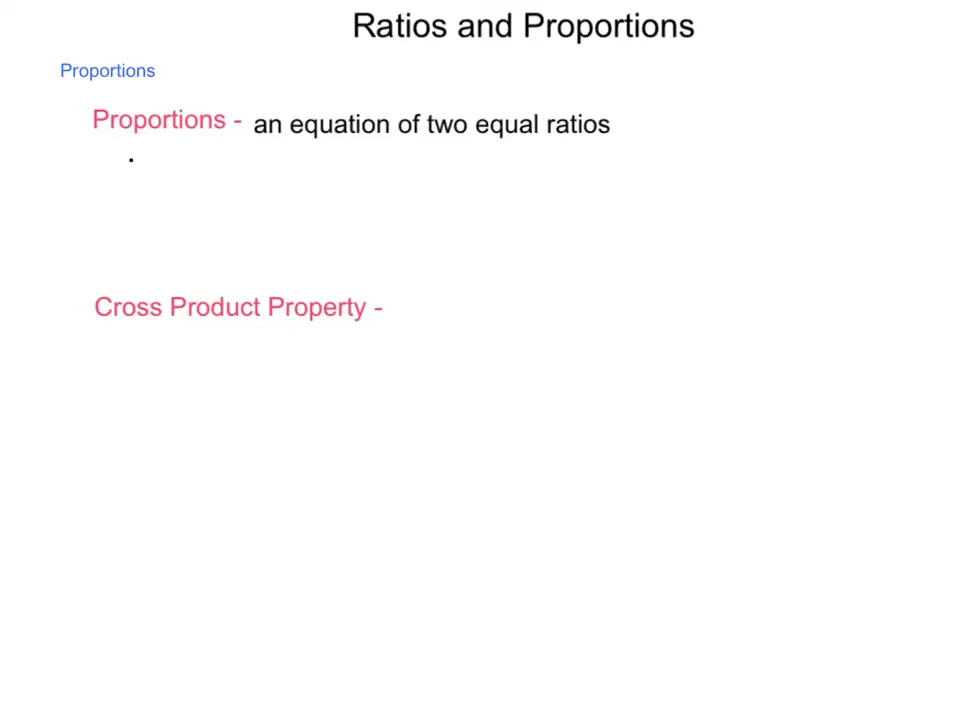 Ratios and Proportions
Proportions
Proportions - an equation of two equal ratios
Cross Product Property -